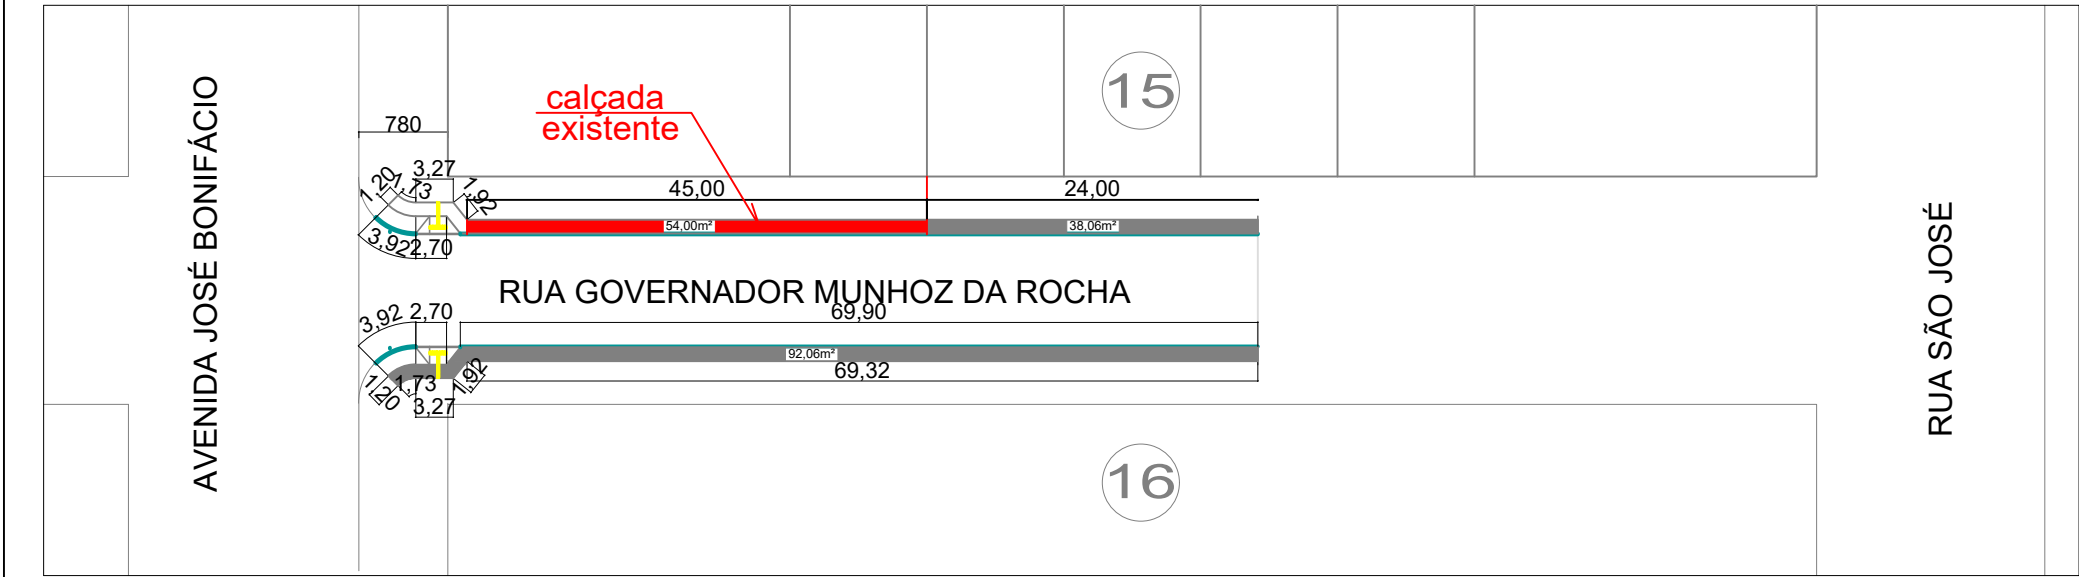 AVENIDA JOSÉ BONIFÁCIO
15
calçada
existente
780
3,27
1,20
1,73
1,92
45,00
24,00
54,00m²
38,06m²
3,92
2,70
RUA GOVERNADOR MUNHOZ DA ROCHA
3,92
2,70
69,90
92,06m²
69,32
1,20
1,73
1,92
3,27
16
RUA SÃO JOSÉ